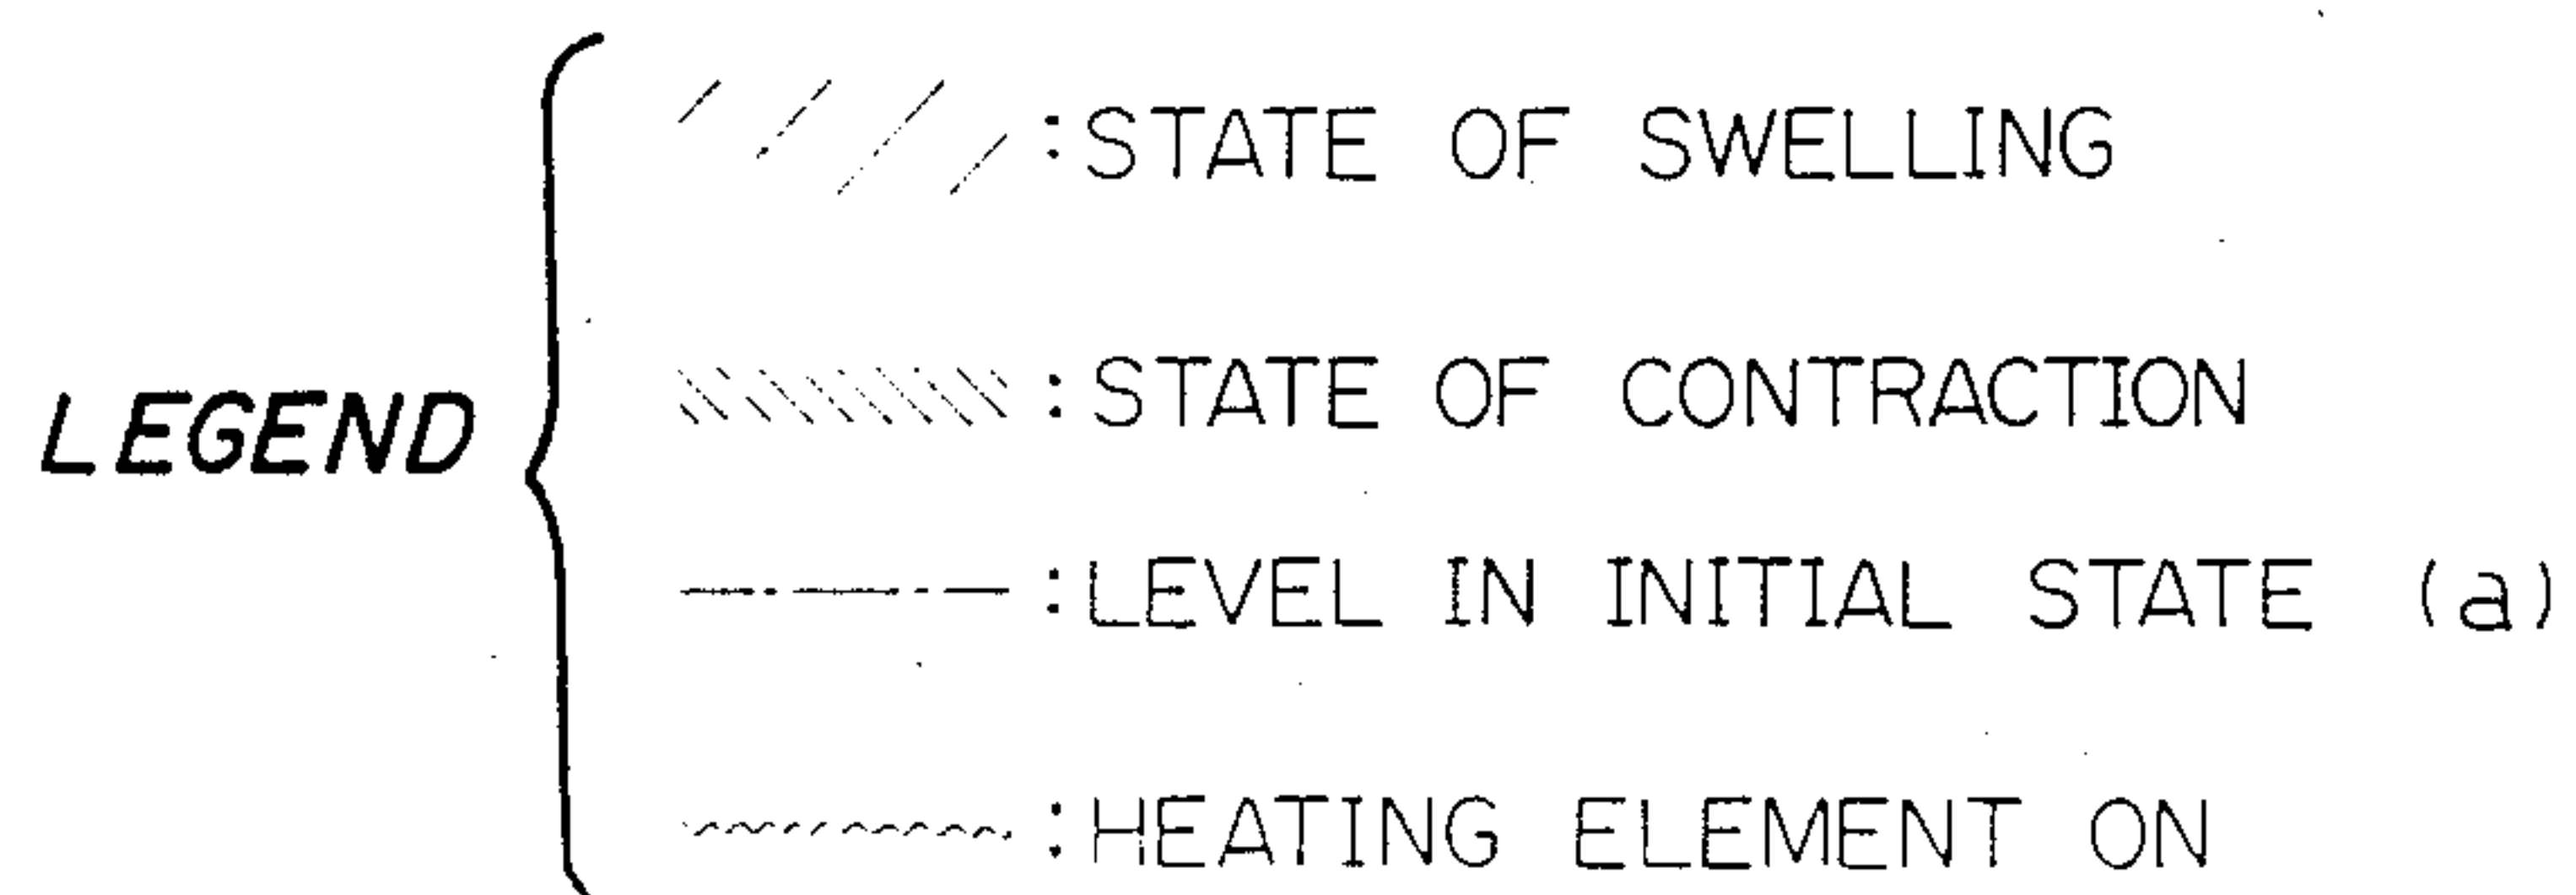 LEGEND
:STATE OF SWELLING
:STATE OF CONTRACTION
:LEVEL IN INITIAL STATE (a)
:HEATING ELEMENT ON